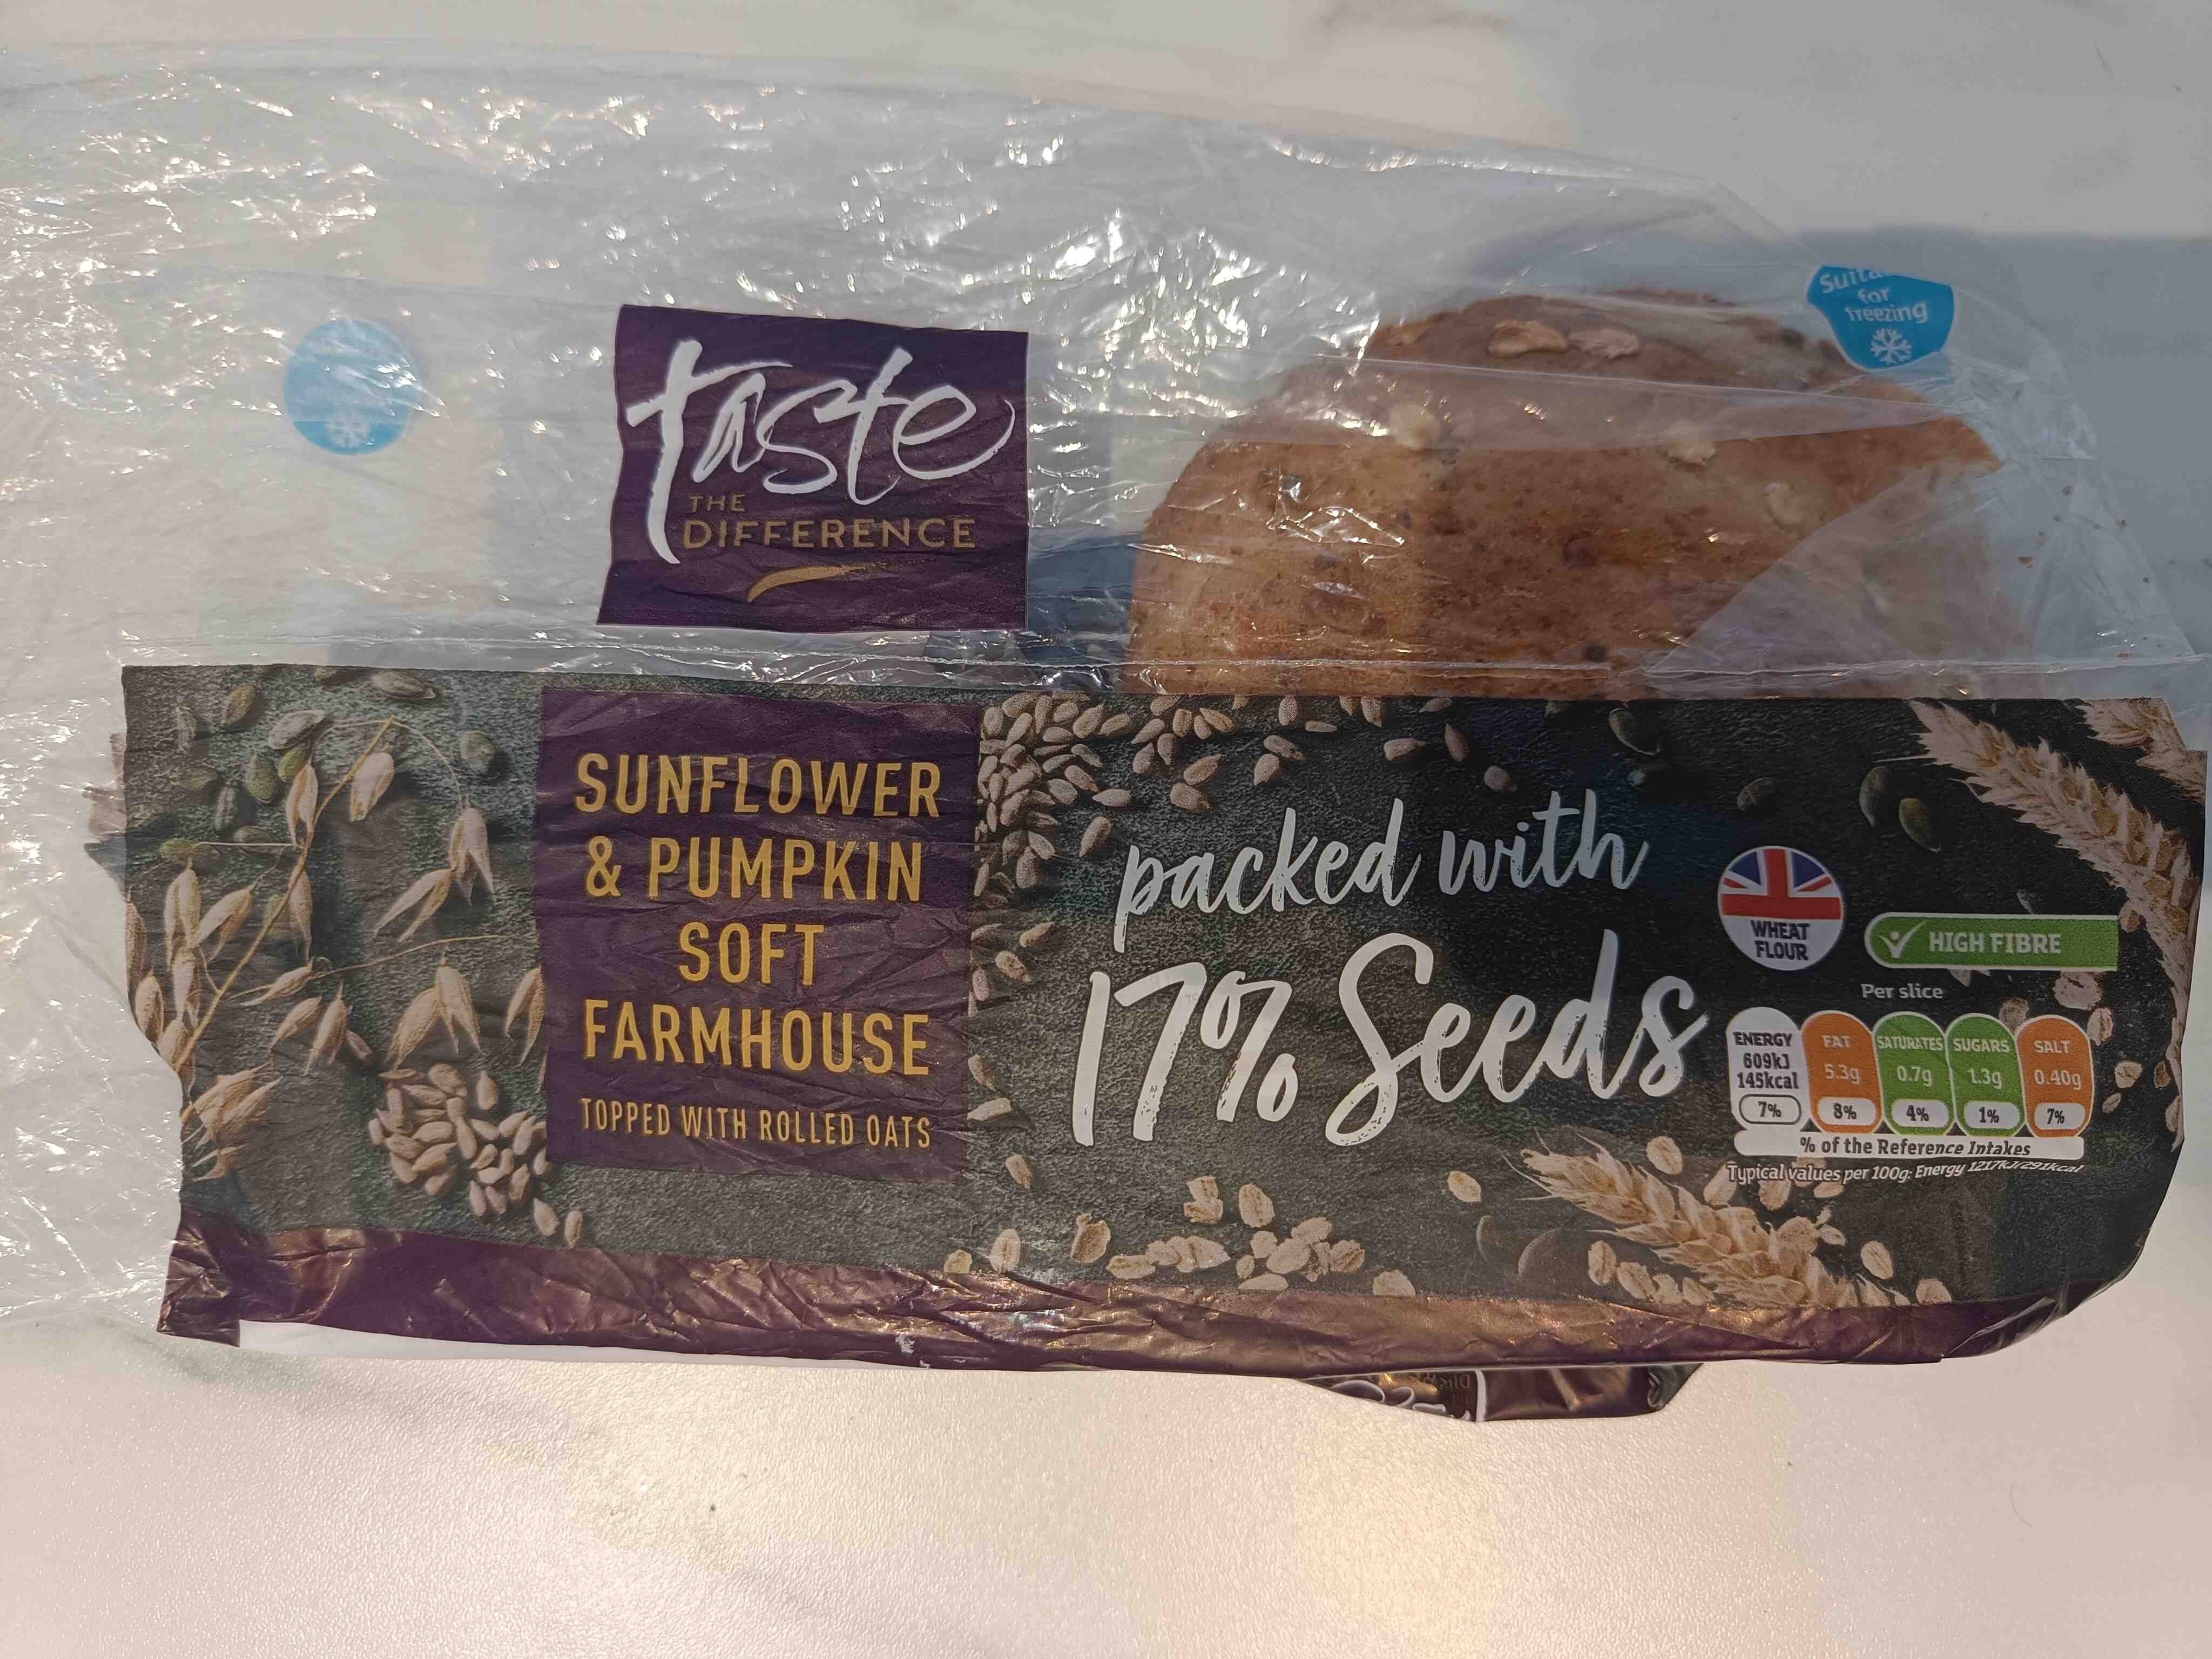 Suita
for
freezing
taste
THE
DIFFERENCE
SUNFLOWER
& PUMPKIN
SOFT
FARMHOUSE
TOPPED WITH ROLLED OATS
packed with
17% Seeds
WHEAT
FLOUR
HIGH FIBRE
Per slice
ENERGY
609kJ
145kcal
7%
FAT
5.3g
8%
SATURATES
0.7g
4%
SUGARS
1.3g
1%
SALT
0.40g
7%
% of the Reference Intakes
Typical values per 100g: Energy 1217kJ/291kcal